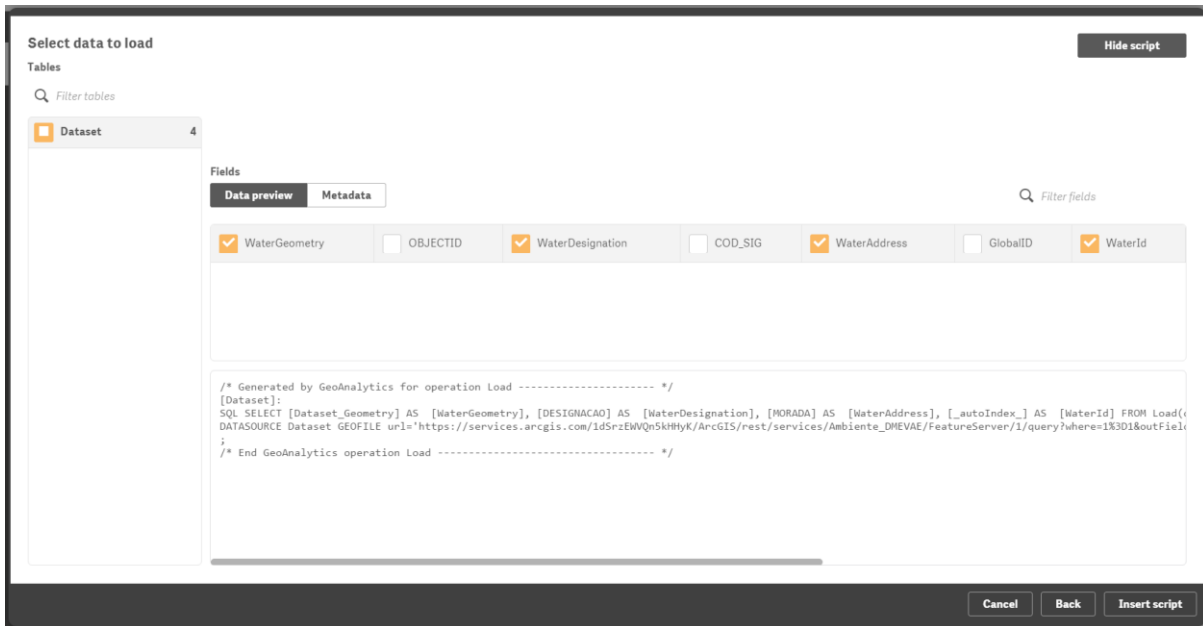 Select data to load
Hide script
Tables
Filter tables
Dataset 4
Fields
Data preview Metadata
Filter fields
WaterGeometry OBJECTID WaterDesignation COD_SIG WaterAddress GlobalID WaterId
/* Generated by GeoAnalytics for operation Load ---------------------- */
[Dataset]:
SQL SELECT [Dataset_Geometry] AS  [WaterGeometry], [DESIGNACAO] AS  [WaterDesignation], [MORADA] AS  [WaterAddress], [_autoIndex_] AS  [WaterId] FROM Load(
DATASOURCE Dataset GEOFILE url='https://services.arcgis.com/1dSrzEWVQn5kHHyK/ArcGIS/rest/services/Ambiente_DMEVAE/FeatureServer/1/query?where=1%3D1&outField
;
/* End GeoAnalytics operation Load ----------------------------------- */
Cancel Back Insert script